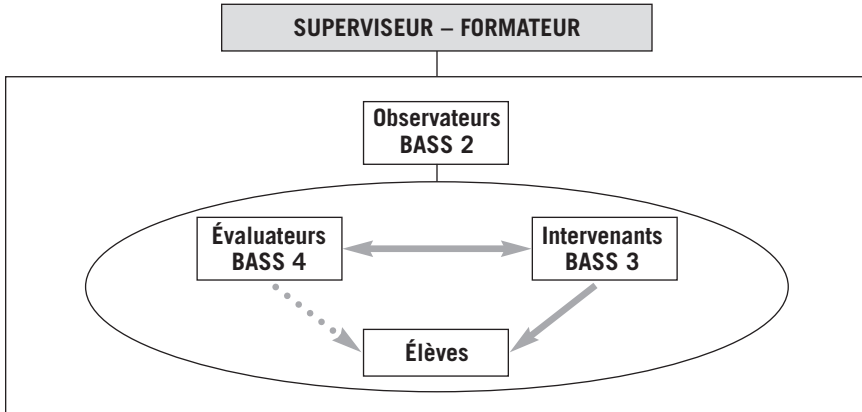 SUPERVISEUR – FORMATEUR
Observateurs
BASS 2
Évaluateurs
BASS 4
Intervenants
BASS 3
Élèves